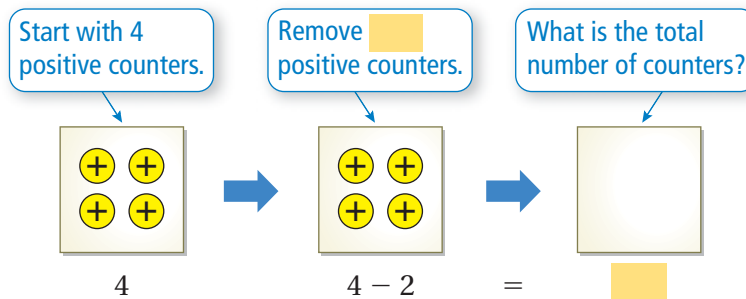 Start with 4
positive counters.
Remove
positive counters.
What is the total
number of counters?
+ +
+ +
+ +
+ +
4
4 − 2
=